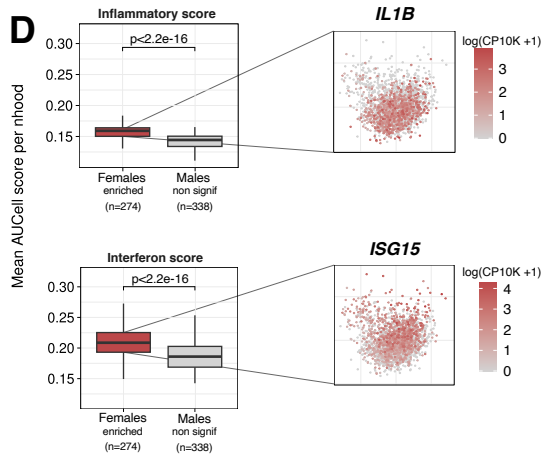 D
Mean AUCell score per nhood
Inflammatory score
p<2.2e-16
0.30
0.25
0.20
0.15
Females
enriched
(n=274)
Males
non signif
(n=338)
IL1B
log(CP10K +1)
3
2
1
0
Interferon score
p<2.2e-16
0.30
0.25
0.20
0.15
Females
enriched
(n=274)
Males
non signif
(n=338)
ISG15
log(CP10K +1)
4
3
2
1
0